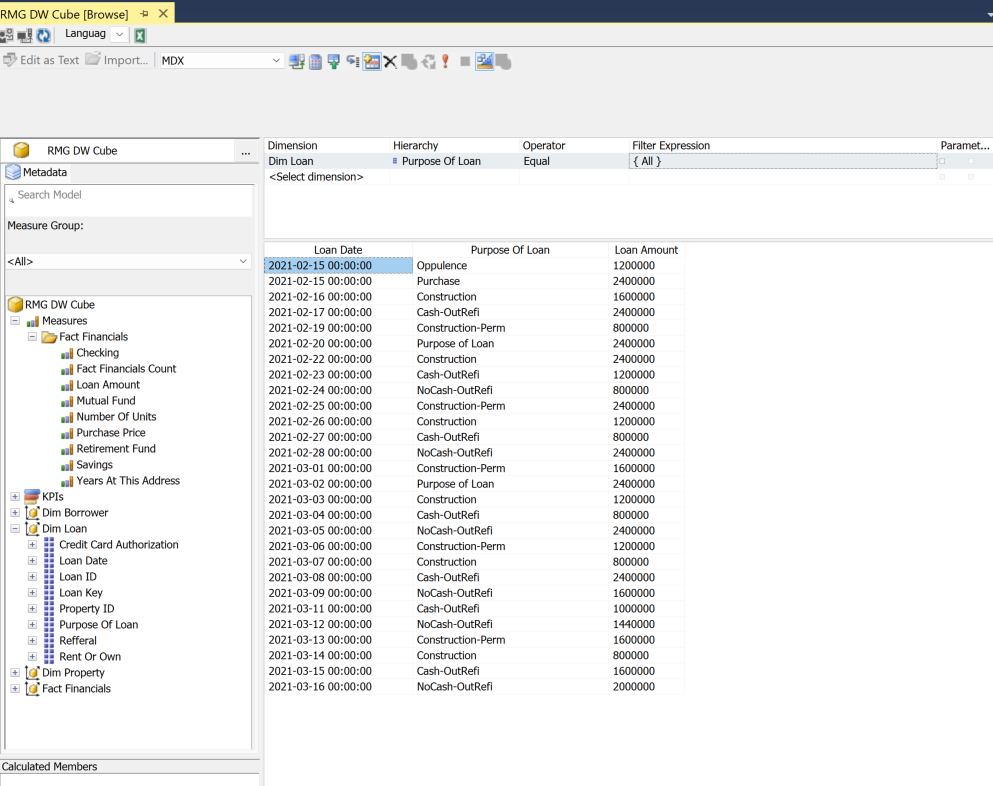 RMG DW Cube [Browse]
Languag
Edit as Text Import... MDX
RMG DW Cube ...
Metadata
Search Model
Measure Group:
<All>
RMG DW Cube
Measures
Fact Financials
Checking
Fact Financials Count
Loan Amount
Mutual Fund
Number Of Units
Purchase Price
Retirement Fund
Savings
Years At This Address
KPIs
Dim Borrower
Dim Loan
Credit Card Authorization
Loan Date
Loan ID
Loan Key
Property ID
Purpose Of Loan
Refferal
Rent Or Own
Dim Property
Fact Financials
Calculated Members
Dimension Hierarchy Operator Filter Expression Paramet...
Dim Loan Purpose Of Loan Equal { All }
<Select dimension>
Loan Date Purpose Of Loan Loan Amount
2021-02-15 00:00:00 Oppulence 1200000
2021-02-15 00:00:00 Purchase 2400000
2021-02-16 00:00:00 Construction 1600000
2021-02-17 00:00:00 Cash-OutRefi 2400000
2021-02-19 00:00:00 Construction-Perm 800000
2021-02-20 00:00:00 Purpose of Loan 2400000
2021-02-22 00:00:00 Construction 2400000
2021-02-23 00:00:00 Cash-OutRefi 1200000
2021-02-24 00:00:00 NoCash-OutRefi 800000
2021-02-25 00:00:00 Construction-Perm 2400000
2021-02-26 00:00:00 Construction 1200000
2021-02-27 00:00:00 Cash-OutRefi 800000
2021-02-28 00:00:00 NoCash-OutRefi 2400000
2021-03-01 00:00:00 Construction-Perm 1600000
2021-03-02 00:00:00 Purpose of Loan 2400000
2021-03-03 00:00:00 Construction 1200000
2021-03-04 00:00:00 Cash-OutRefi 800000
2021-03-05 00:00:00 NoCash-OutRefi 2400000
2021-03-06 00:00:00 Construction-Perm 1200000
2021-03-07 00:00:00 Construction 800000
2021-03-08 00:00:00 Cash-OutRefi 2400000
2021-03-09 00:00:00 NoCash-OutRefi 1600000
2021-03-11 00:00:00 Cash-OutRefi 1000000
2021-03-12 00:00:00 NoCash-OutRefi 1440000
2021-03-13 00:00:00 Construction-Perm 1600000
2021-03-14 00:00:00 Construction 800000
2021-03-15 00:00:00 Cash-OutRefi 1600000
2021-03-16 00:00:00 NoCash-OutRefi 2000000